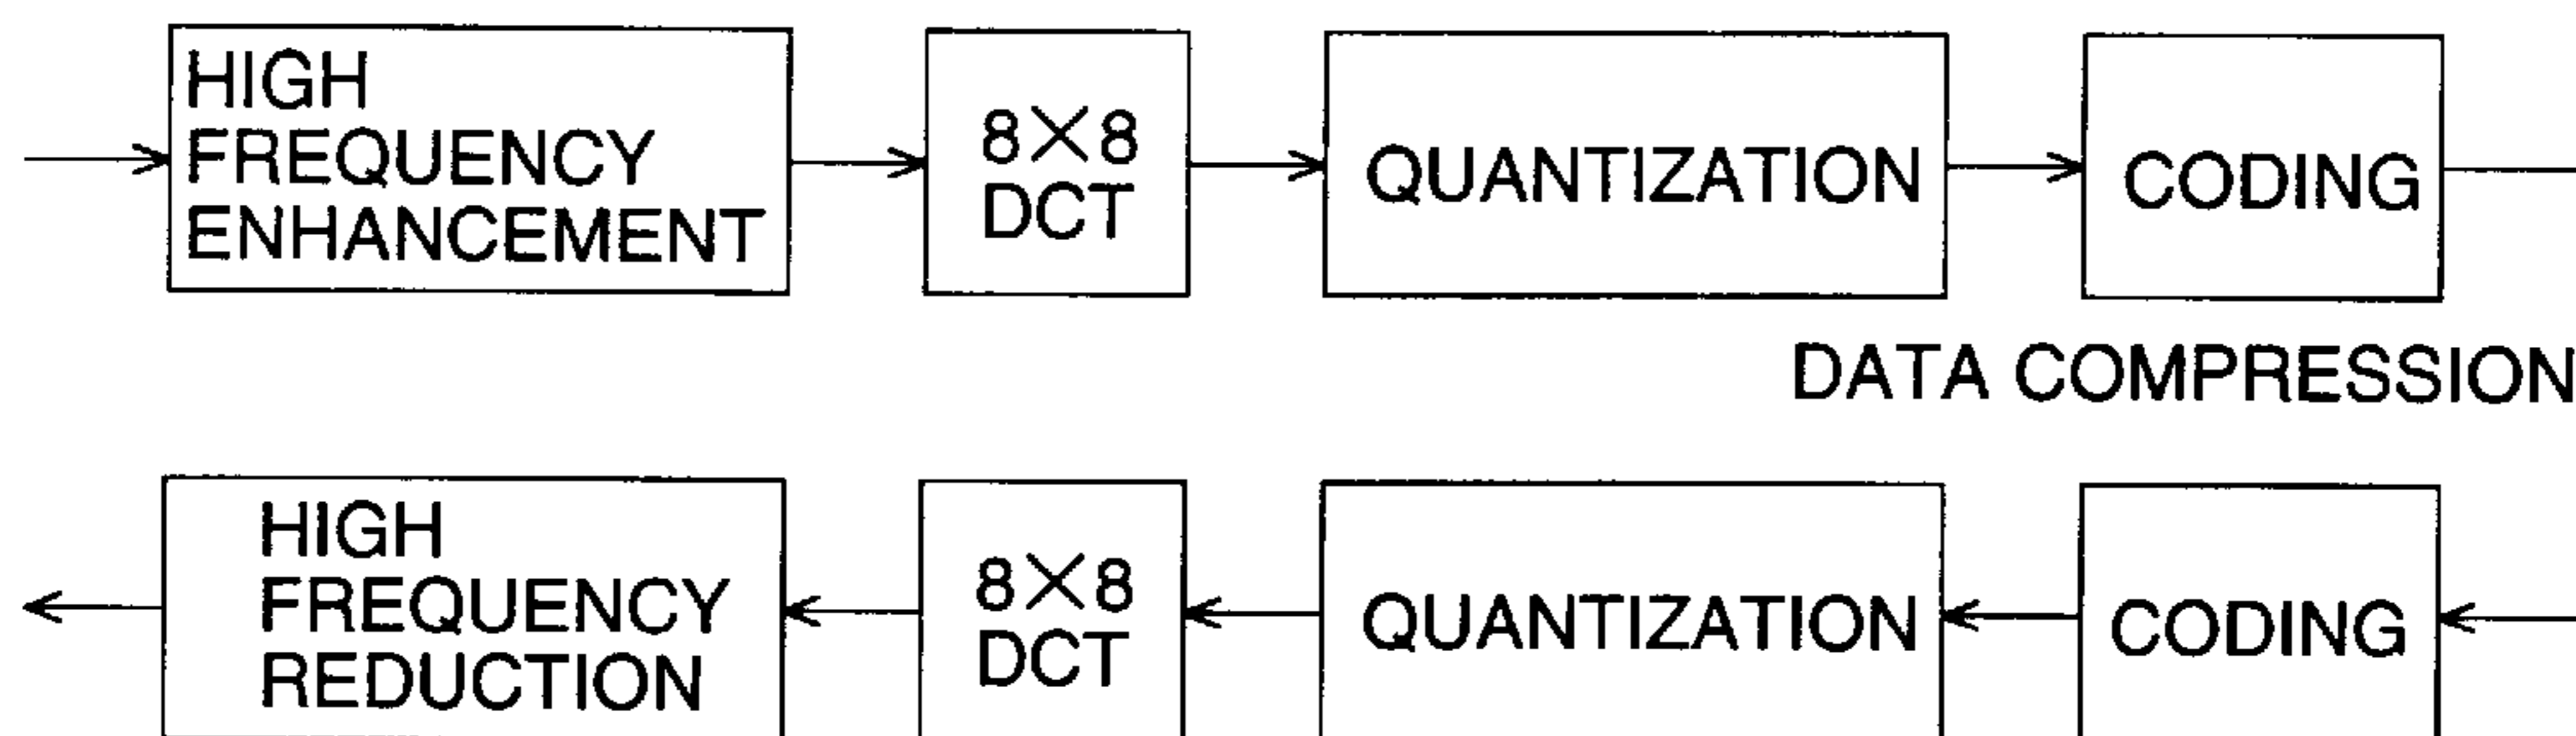 HIGH
FREQUENCY
ENHANCEMENT
8×8
DCT
QUANTIZATION
CODING
DATA COMPRESSION
HIGH
FREQUENCY
REDUCTION
8×8
DCT
QUANTIZATION
CODING